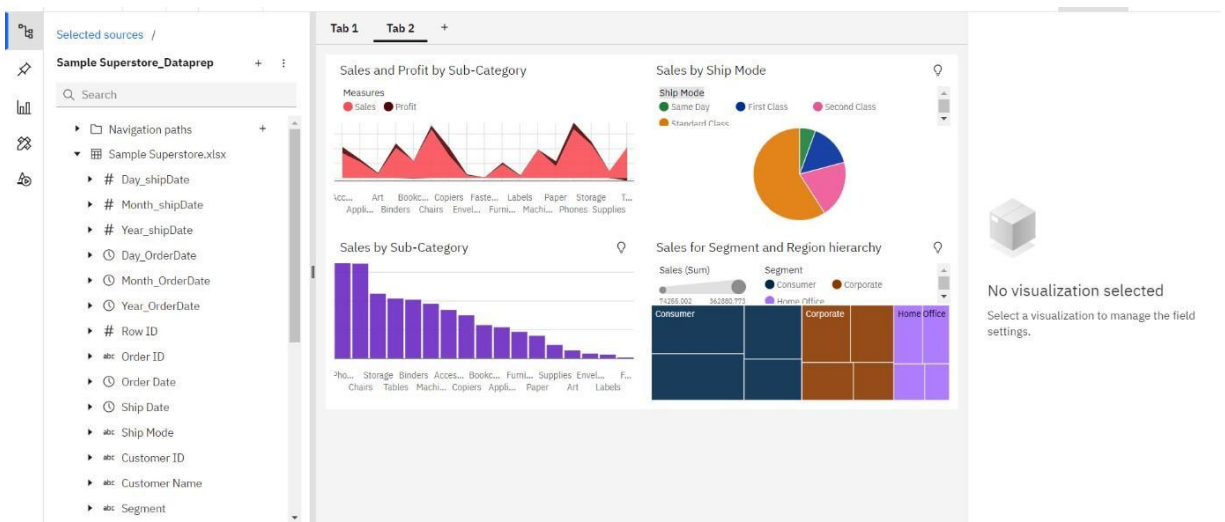 Selected sources /
Sample Superstore_Dataprep + ⋮
Search
Navigation paths +
Sample Superstore.xlsx
# Day_shipDate
# Month_shipDate
# Year_shipDate
Day_OrderDate
Month_OrderDate
Year_OrderDate
# Row ID
abc Order ID
Order Date
Ship Date
abc Ship Mode
abc Customer ID
abc Customer Name
abc Segment
Tab 1 Tab 2 +
Sales and Profit by Sub-Category
Measures
Sales Profit
Acc... Art Bookc... Copiers Faste... Labels Paper Storage T...
Appli... Binders Chairs Envel... Furni... Machi... Phones Supplies
Sales by Ship Mode
Ship Mode
Same Day First Class Second Class
Standard Class
Sales by Sub-Category
Pho... Storage Binders Acces... Bookc... Furni... Supplies Envel... F...
Chairs Tables Machi... Copiers Appli... Paper Art Labels
Sales for Segment and Region hierarchy
Sales (Sum) Segment
Consumer Corporate
74255.002 362880.773 Home Office
Consumer Corporate Home Office
No visualization selected
Select a visualization to manage the field
settings.